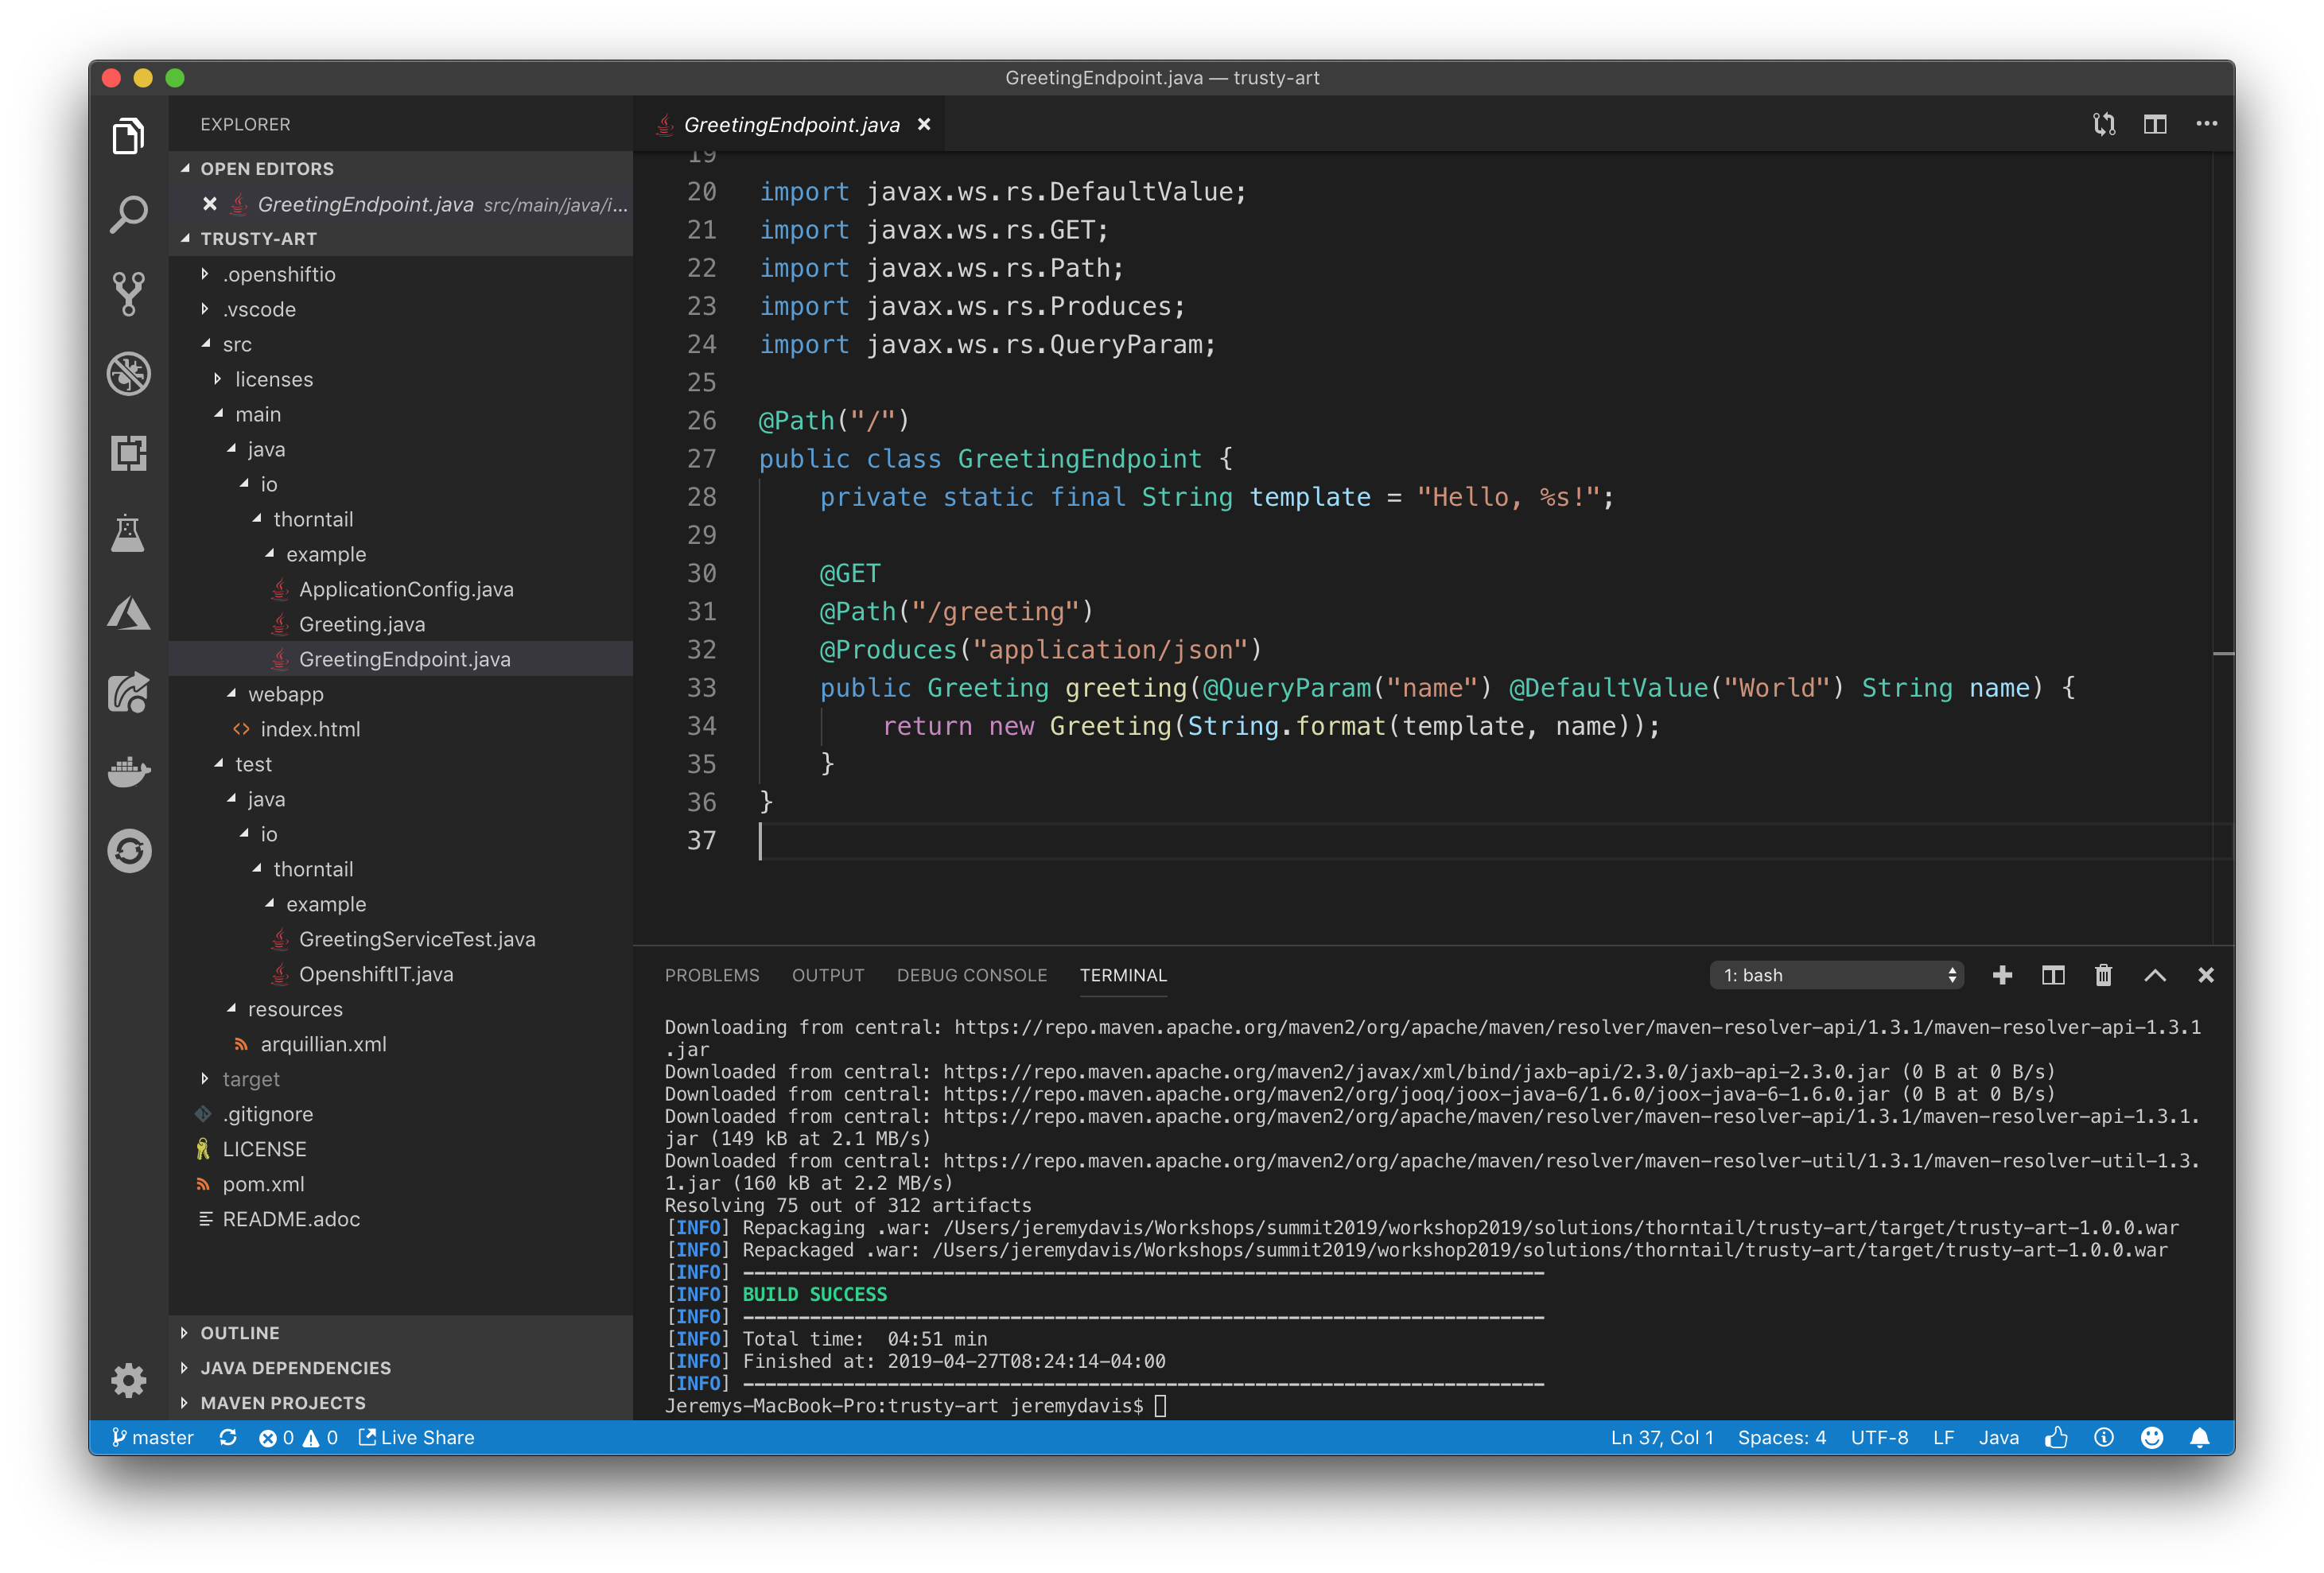 GreetingEndpoint.java — trusty-art
EXPLORER
OPEN EDITORS
GreetingEndpoint.java src/main/java/i...
TRUSTY-ART
.openshiftio
.vscode
src
licenses
main
java
io
thorntail
example
ApplicationConfig.java
Greeting.java
GreetingEndpoint.java
webapp
index.html
test
java
io
thorntail
example
GreetingServiceTest.java
OpenshiftIT.java
resources
arquillian.xml
target
.gitignore
LICENSE
pom.xml
README.adoc
OUTLINE
JAVA DEPENDENCIES
MAVEN PROJECTS
GreetingEndpoint.java
19
20 import javax.ws.rs.DefaultValue;
21 import javax.ws.rs.GET;
22 import javax.ws.rs.Path;
23 import javax.ws.rs.Produces;
24 import javax.ws.rs.QueryParam;
25
26 @Path("/")
27 public class GreetingEndpoint {
28     private static final String template = "Hello, %s!";
29
30     @GET
31     @Path("/greeting")
32     @Produces("application/json")
33     public Greeting greeting(@QueryParam("name") @DefaultValue("World") String name) {
34         return new Greeting(String.format(template, name));
35     }
36 }
37
PROBLEMS OUTPUT DEBUG CONSOLE TERMINAL 1: bash
Downloading from central: https://repo.maven.apache.org/maven2/org/apache/maven/resolver/maven-resolver-api/1.3.1/maven-resolver-api-1.3.1
.jar
Downloaded from central: https://repo.maven.apache.org/maven2/javax/xml/bind/jaxb-api/2.3.0/jaxb-api-2.3.0.jar (0 B at 0 B/s)
Downloaded from central: https://repo.maven.apache.org/maven2/org/jooq/joox-java-6/1.6.0/joox-java-6-1.6.0.jar (0 B at 0 B/s)
Downloaded from central: https://repo.maven.apache.org/maven2/org/apache/maven/resolver/maven-resolver-api/1.3.1/maven-resolver-api-1.3.1.
jar (149 kB at 2.1 MB/s)
Downloaded from central: https://repo.maven.apache.org/maven2/org/apache/maven/resolver/maven-resolver-util/1.3.1/maven-resolver-util-1.3.
1.jar (160 kB at 2.2 MB/s)
Resolving 75 out of 312 artifacts
[INFO] Repackaging .war: /Users/jeremydavis/Workshops/summit2019/workshop2019/solutions/thorntail/trusty-art/target/trusty-art-1.0.0.war
[INFO] Repackaged .war: /Users/jeremydavis/Workshops/summit2019/workshop2019/solutions/thorntail/trusty-art/target/trusty-art-1.0.0.war
[INFO] ------------------------------------------------------------------------
[INFO] BUILD SUCCESS
[INFO] ------------------------------------------------------------------------
[INFO] Total time:  04:51 min
[INFO] Finished at: 2019-04-27T08:24:14-04:00
[INFO] ------------------------------------------------------------------------
Jeremys-MacBook-Pro:trusty-art jeremydavis$
master 0 0 Live Share Ln 37, Col 1 Spaces: 4 UTF-8 LF Java